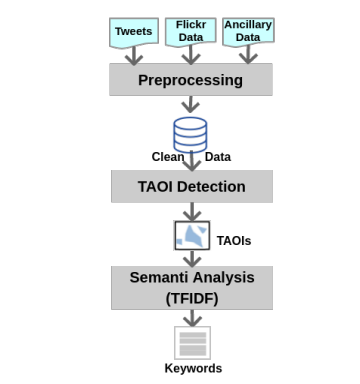 Tweets
Flickr
Data
Ancillary
Data
Preprocessing
Clean Data
TAOI Detection
TAOIs
Semanti Analysis
(TFIDF)
Keywords